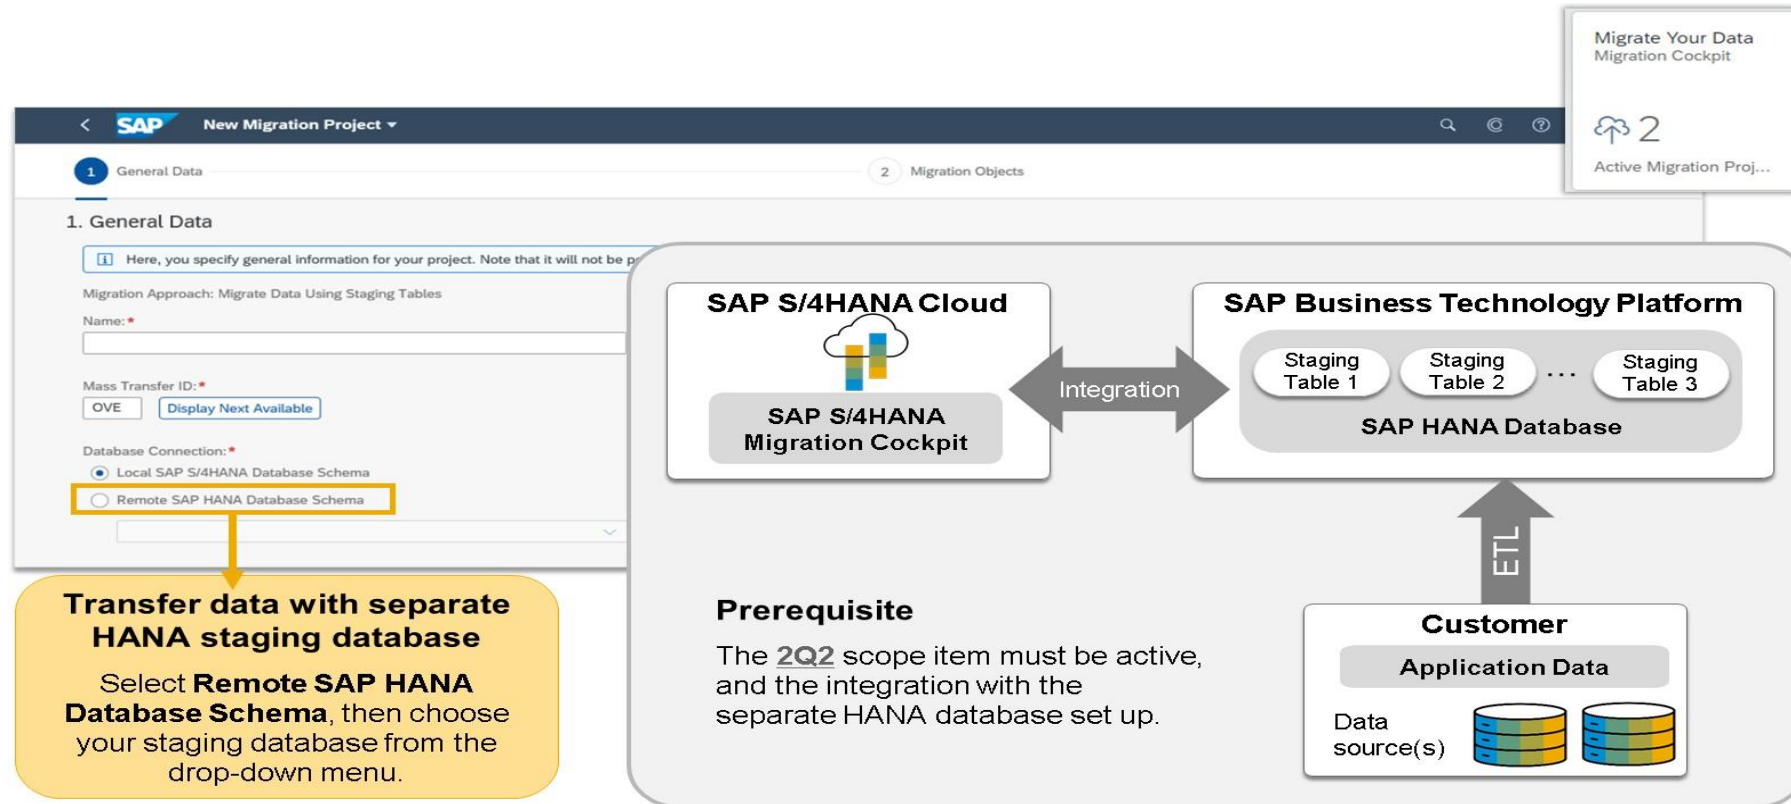 Migrate Your Data
Migration Cockpit
2
Active Migration Proj...
SAP New Migration Project
1 General Data
2 Migration Objects
1. General Data
i Here, you specify general information for your project. Note that it will not be p
Migration Approach: Migrate Data Using Staging Tables
Name:*
Mass Transfer ID:*
OVE Display Next Available
Database Connection:*
Local SAP S/4HANA Database Schema
Remote SAP HANA Database Schema
Transfer data with separate
HANA staging database
Select Remote SAP HANA
Database Schema, then choose
your staging database from the
drop-down menu.
SAP S/4HANA Cloud
SAP S/4HANA
Migration Cockpit
Integration
SAP Business Technology Platform
Staging
Table 1
Staging
Table 2
...
Staging
Table 3
SAP HANA Database
ETL
Prerequisite
The 2Q2 scope item must be active,
and the integration with the
separate HANA database set up.
Customer
Application Data
Data
source(s)